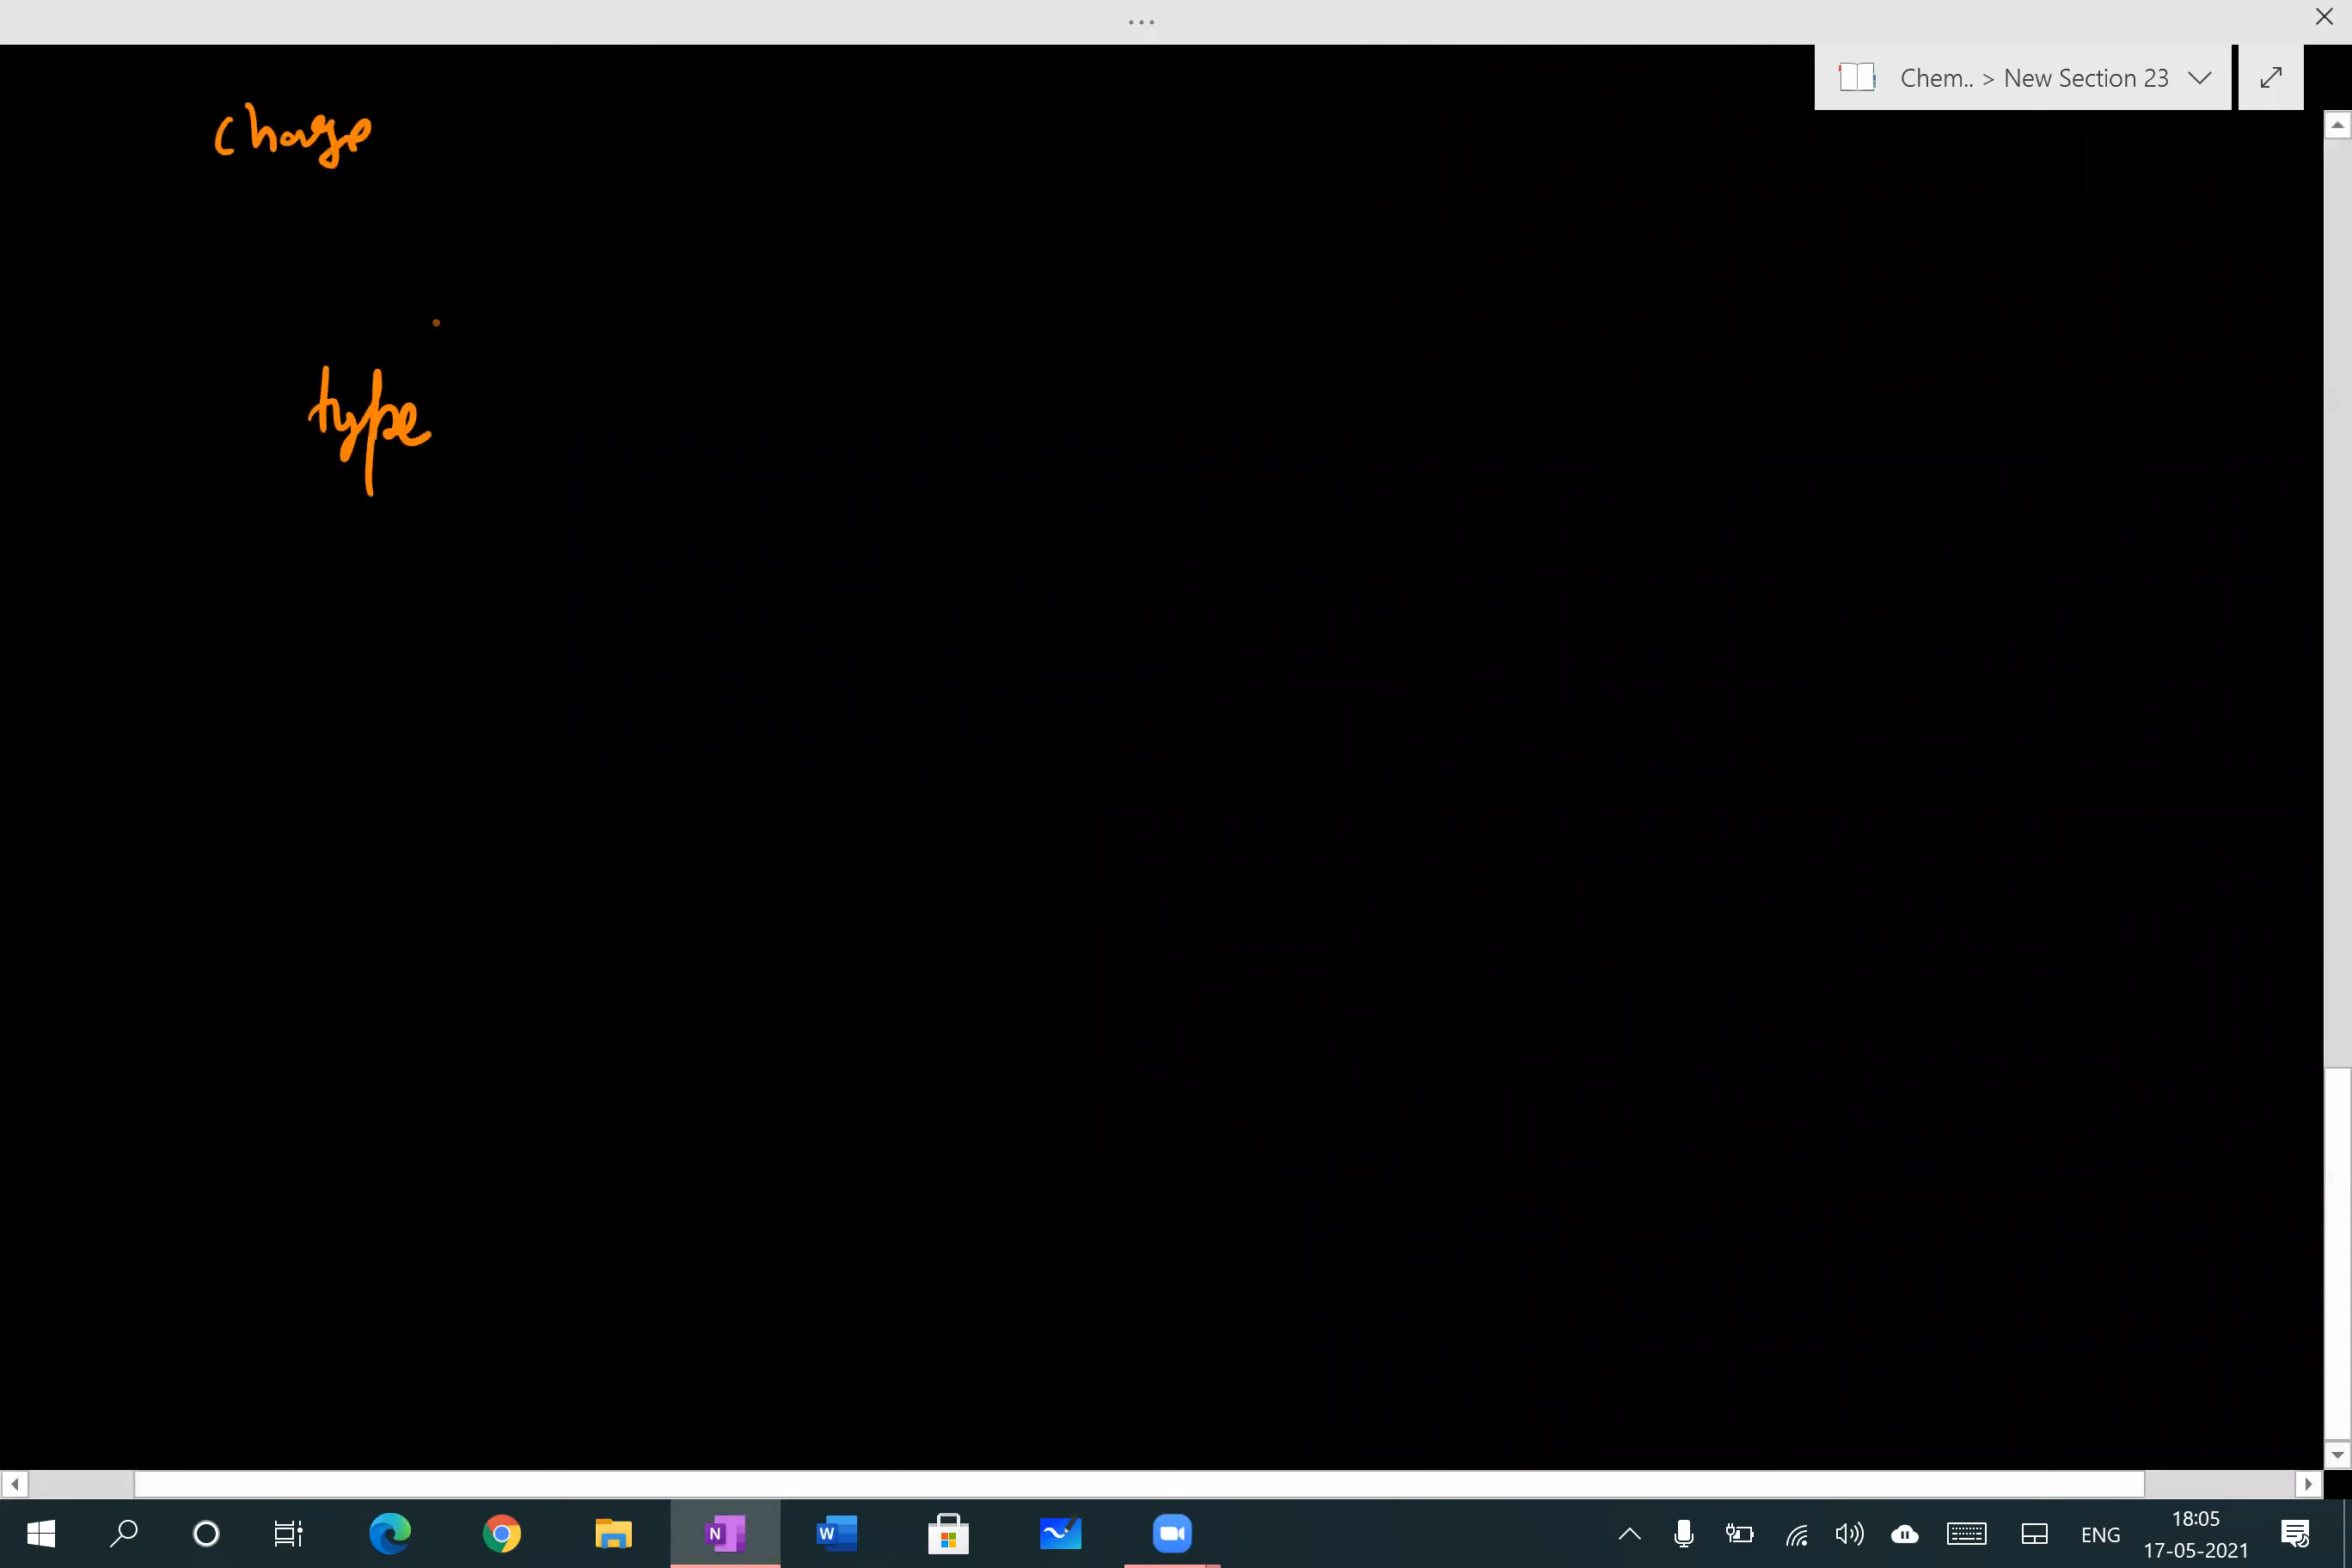 Chem.. > New Section 23
charge
type
ENG
18:05
17-05-2021